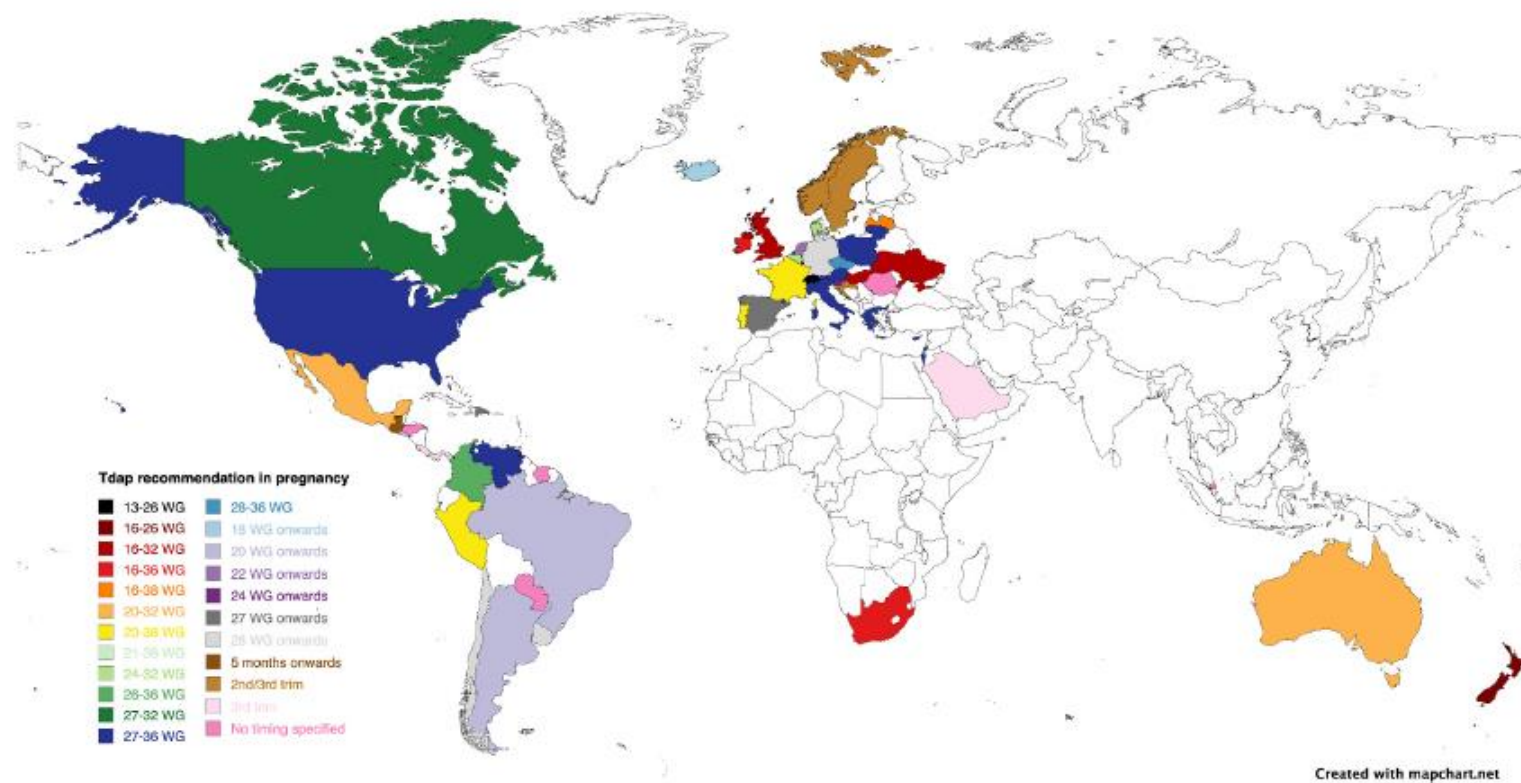 Tdap recommendation in pregnancy
13-26 WG
16-26 WG
16-32 WG
16-36 WG
16-38 WG
20-32 WG
20-36 WG
21-36 WG
24-32 WG
26-36 WG
27-32 WG
27-36 WG
28-36 WG
18 WG onwards
20 WG onwards
22 WG onwards
24 WG onwards
27 WG onwards
28 WG onwards
5 months onwards
2nd/3rd trim
3rd trim
No timing specified
Created with mapchart.net